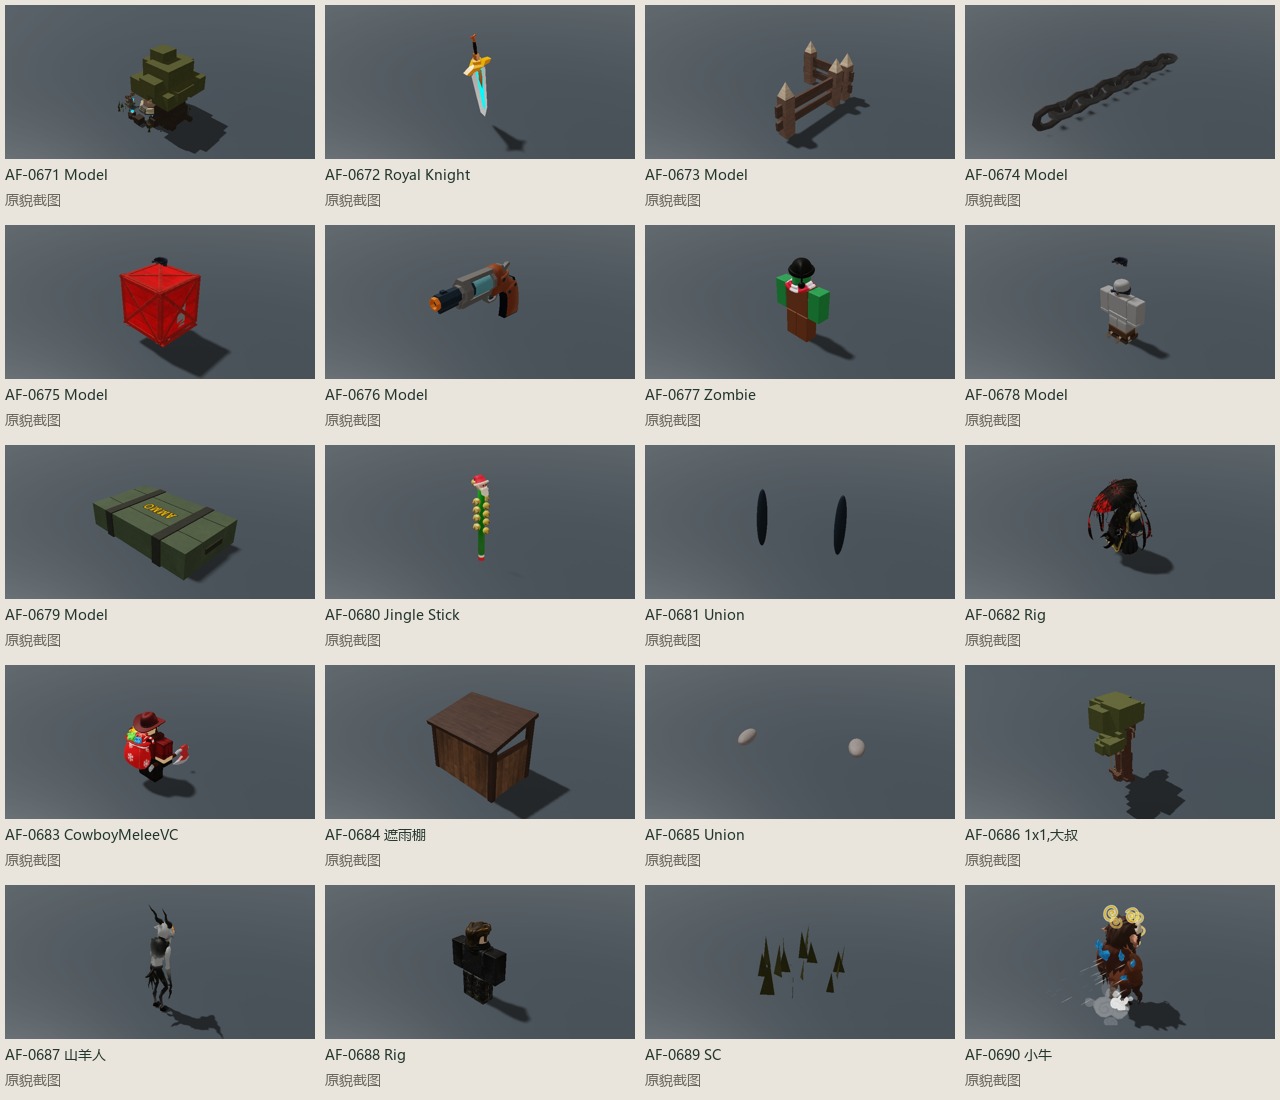 AF-0671 Model
原貌截图
AF-0672 Royal Knight
原貌截图
AF-0673 Model
原貌截图
AF-0674 Model
原貌截图
AF-0675 Model
原貌截图
AF-0676 Model
原貌截图
AF-0677 Zombie
原貌截图
AF-0678 Model
原貌截图
AMMO
AF-0679 Model
原貌截图
AF-0680 Jingle Stick
原貌截图
AF-0681 Union
原貌截图
AF-0682 Rig
原貌截图
AF-0683 CowboyMeleeVC
原貌截图
AF-0684 遮雨棚
原貌截图
AF-0685 Union
原貌截图
AF-0686 1x1,大叔
原貌截图
AF-0687 山羊人
原貌截图
AF-0688 Rig
原貌截图
AF-0689 SC
原貌截图
AF-0690 小牛
原貌截图